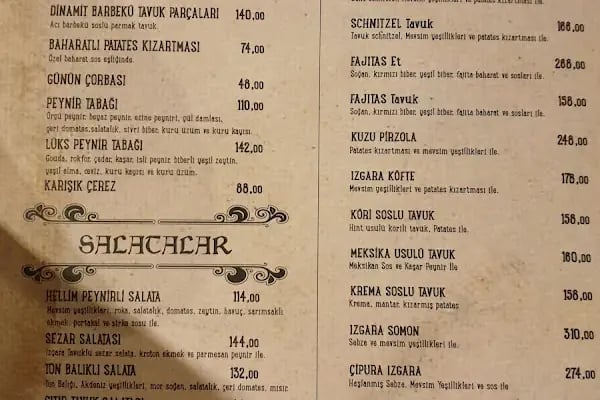 DİNAMİT BARBEKÜ TAVUK PARÇALARI 140,00
Acı barbekü soslu parmak tavuk.
BAHARATLI PATATES KIZARTMASI 74,00
Özel baharat sos eşliğinde.
GÜNÜN ÇORBASI 48,00
PEYNİR TABAĞI 110,00
Örgü peynir, beyaz peynir, ezine peyniri, gül damlası,
geri domates,salatalık, sivri biber, kuru üzüm ve kuru kayısı.
LÜKS PEYNİR TABAĞI 142,00
Gouda, rokfor, çedar, kaşar, isli peynir, biberli yeşil zeytin,
yeşil elma, ceviz, kuru kayısı ve kuru üzüm.
KARIŞIK ÇEREZ 88,00
SALATALAR
HELLİM PEYNİRLİ SALATA 114,00
Mevsim yeşillikleri, roka, salatalık, domates, zeytin, havuç, sarımsaklı
ekmek, portakal ve sirke sosu ile.
SEZAR SALATASI 144,00
Izgara Tavuklu sezar salata, kroton ekmek ve parmesan peynir ile.
TON BALIKLI SALATA 132,00
Ton Balığı, Akdeniz yeşillikleri, mor soğan, salatalık, çeri domates, mısır
SCHNITZEL Tavuk 168,00
Tavuk schnitzel, Mevsim yeşillikleri ve patates kızartması ile.
FAJITAS Et 268,00
Soğan, kırmızı biber, yeşil biber, fajita baharat ve sosları ile.
FAJITAS Tavuk 158,00
Soğan, kırmızı biber, yeşil biber, fajita baharat ve sosları ile.
KUZU PİRZOLA 248,00
Patates kızartması ve mevsim yeşillikleri ile.
IZGARA KÖFTE 178,00
Mevsim yeşillikleri ve patates kızartması ile.
KÖRİ SOSLU TAVUK 158,00
Hint usulü körili tavuk, Patates ile.
MEKSİKA USULÜ TAVUK 160,00
Meksikan Sos ve Kaşar Peynir İle
KREMA SOSLU TAVUK 158,00
Krema, mantar, kızarmış patates
IZGARA SOMON 310,00
Sebze ve mevsim yeşillikleri ile.
ÇİPURA IZGARA 274,00
Haşlanmış Sebze, Mevsim Yeşillikleri ve sos ile